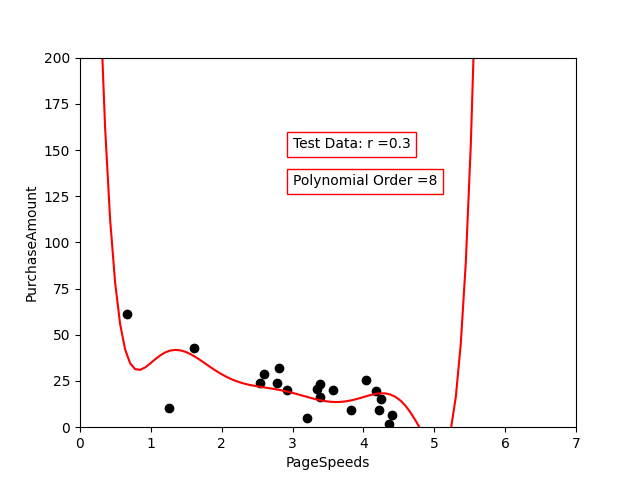 200
175
150
125
100
75
50
25
0
PurchaseAmount
Test Data: r =0.3
Polynomial Order =8
0 1 2 3 4 5 6 7
PageSpeeds